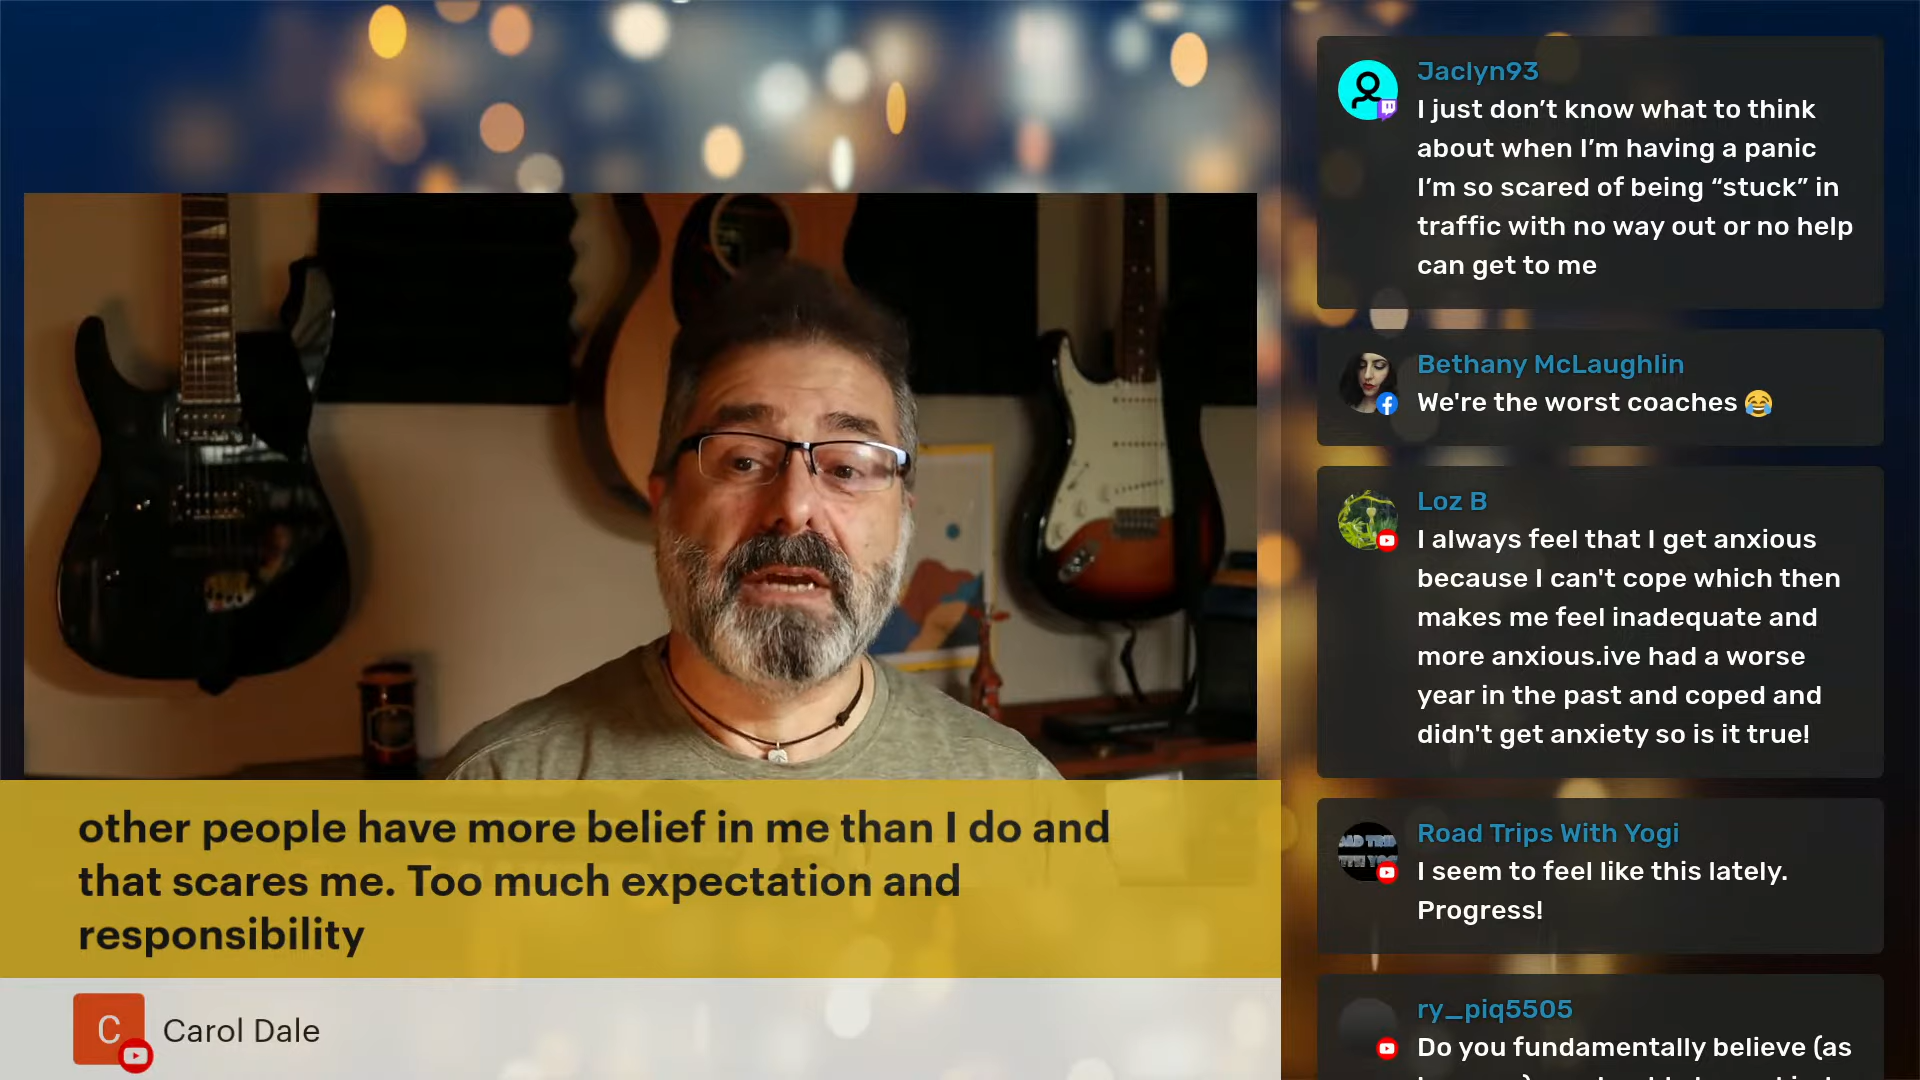 Jaclyn93
I just don’t know what to think
about when I’m having a panic
I’m so scared of being “stuck” in
traffic with no way out or no help
can get to me
Bethany McLaughlin
We're the worst coaches 😂
Loz B
I always feel that I get anxious
because I can't cope which then
makes me feel inadequate and
more anxious.ive had a worse
year in the past and coped and
didn't get anxiety so is it true!
Road Trips With Yogi
I seem to feel like this lately.
Progress!
ry_piq5505
Do you fundamentally believe (as
other people have more belief in me than I do and
that scares me. Too much expectation and
responsibility
C
Carol Dale